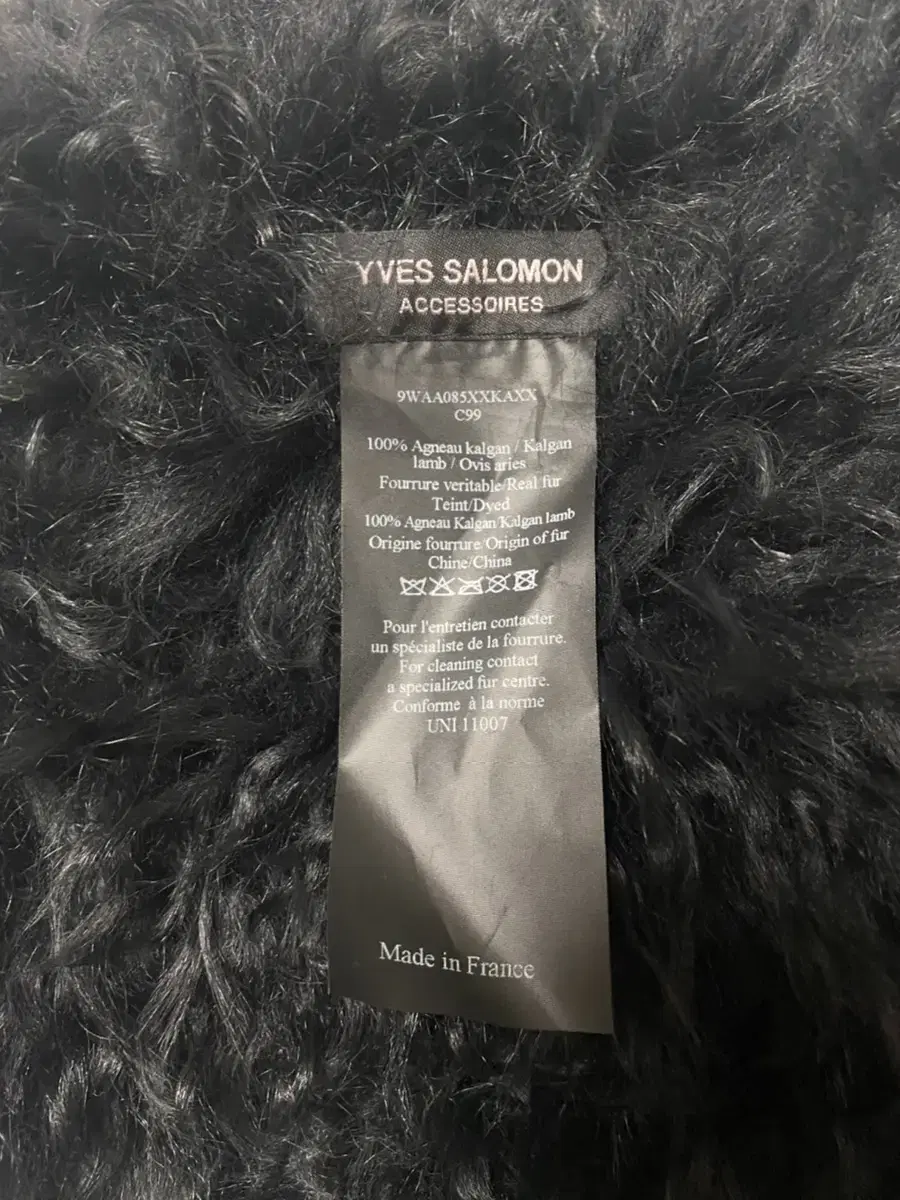 YVES SALOMON
ACCESSOIRES
9WAA085XXKAXX
C99
100% Agneau kalgan / Kalgan
lamb / Ovis aries
Fourrure veritable/Real fur
Teint/Dyed
100% Agneau Kalgan/Kalgan lamb
Origine fourrure/Origin of fur
Chine/China
Pour l'entretien contacter
un spécialiste de la fourrure.
For cleaning contact
a specialized fur centre.
Conforme à la norme
UNI 11007
Made in France